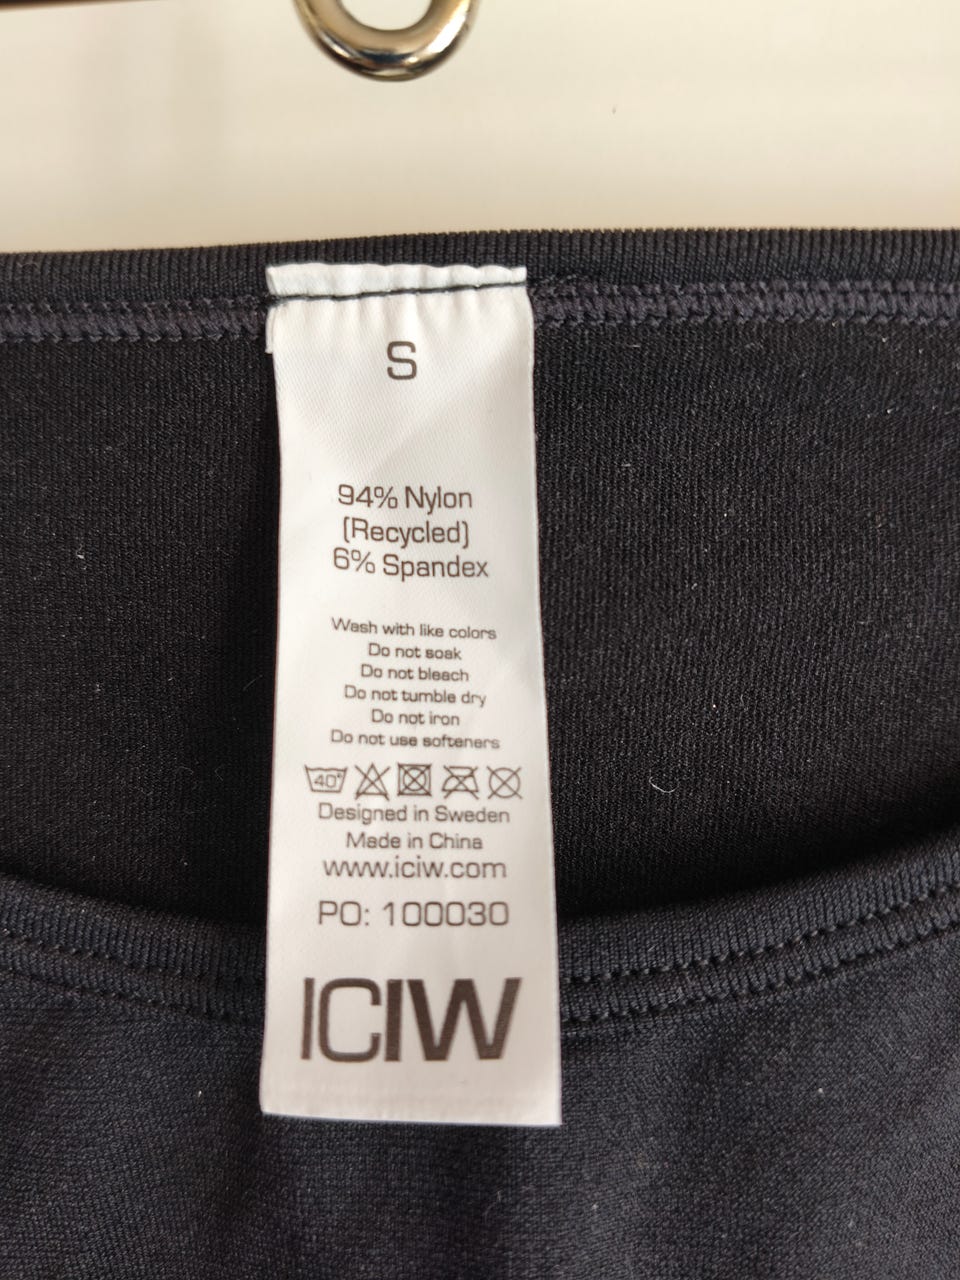 S
94% Nylon
(Recycled)
6% Spandex
Wash with like colors
Do not soak
Do not bleach
Do not tumble dry
Do not iron
Do not use softeners
40°
Designed in Sweden
Made in China
www.iciw.com
PO: 100030
ICIW